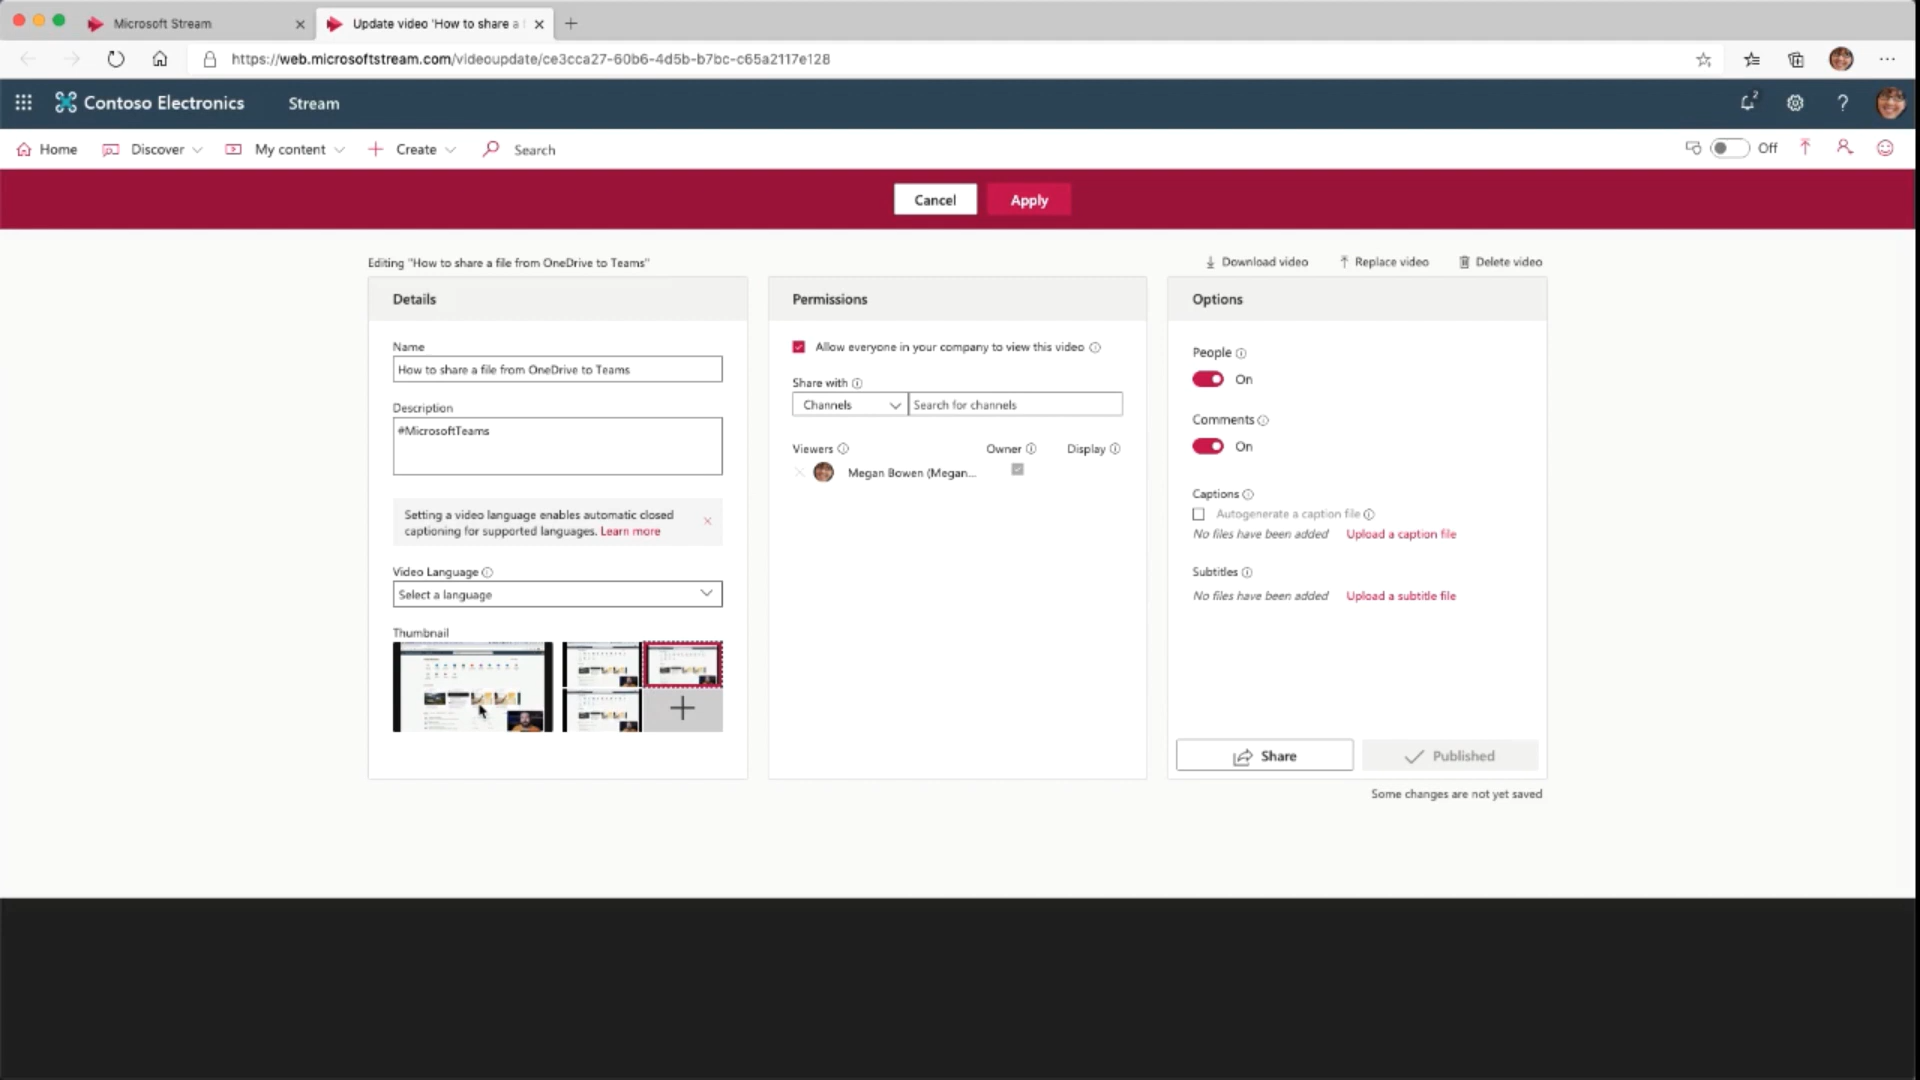 Microsoft Stream
Update video 'How to share a
https://web.microsoftstream.com/videoupdate/ce3cca27-60b6-4d5b-b7bc-c65a2117e128
Contoso Electronics Stream
2
?
Home Discover My content Create Search
Off
Cancel Apply
Editing "How to share a file from OneDrive to Teams"
Download video Replace video Delete video
Details
Name
How to share a file from OneDrive to Teams
Description
#MicrosoftTeams
Setting a video language enables automatic closed
captioning for supported languages. Learn more
Video Language
Select a language
Thumbnail
Permissions
Allow everyone in your company to view this video
Share with
Channels Search for channels
Viewers Owner Display
Megan Bowen (Megan...
Options
People
On
Comments
On
Captions
Autogenerate a caption file
No files have been added Upload a caption file
Subtitles
No files have been added Upload a subtitle file
Share Published
Some changes are not yet saved